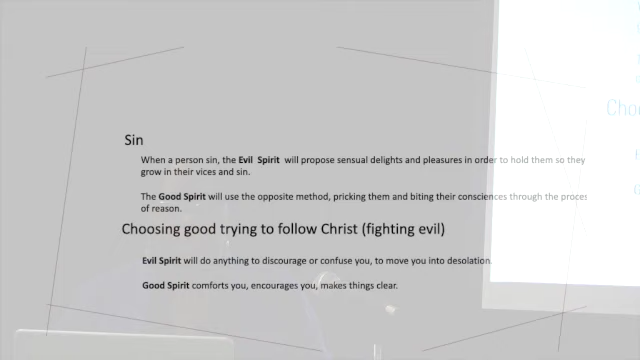 Sin
When a person sin, the Evil Spirit will propose sensual delights and pleasures in order to hold them so they
grow in their vices and sin.
The Good Spirit will use the opposite method, pricking them and biting their consciences through the proces
of reason.
Choosing good trying to follow Christ (fighting evil)
Evil Spirit will do anything to discourage or confuse you, to move you into desolation.
Good Spirit comforts you, encourages you, makes things clear.
Choo